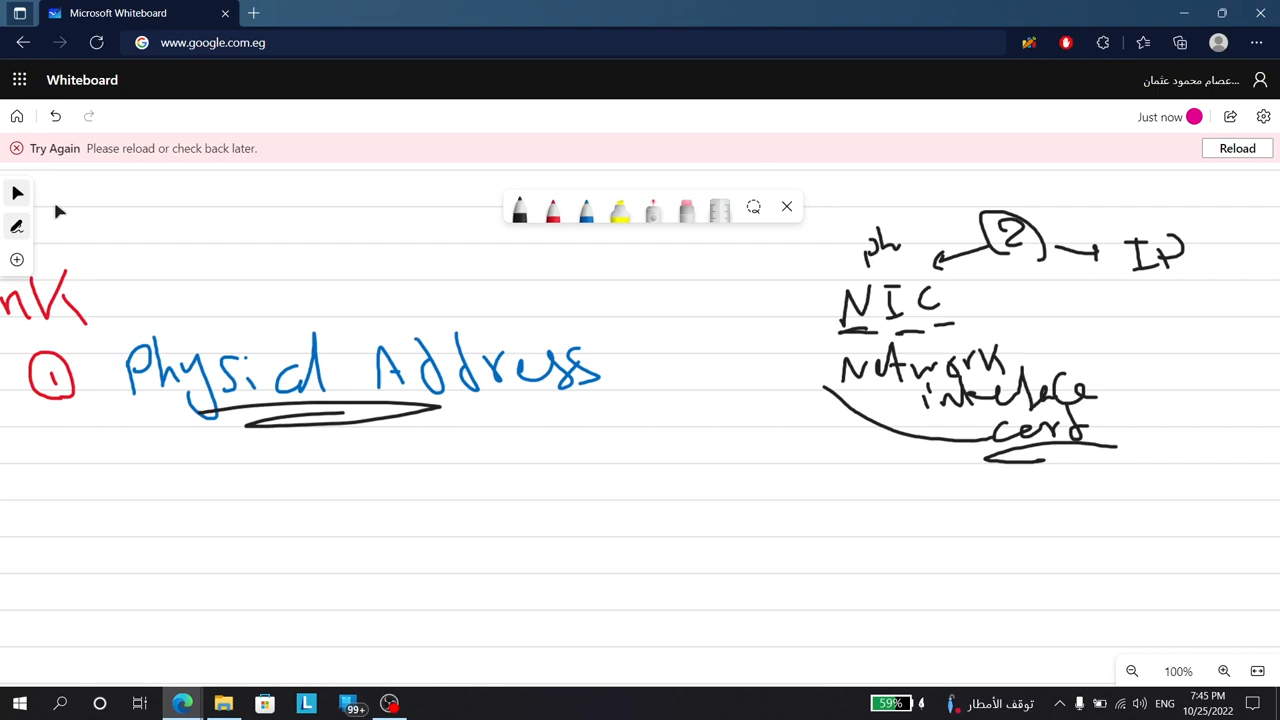 Microsoft Whiteboard
www.google.com.eg
Whiteboard
عصام محمود عثمان...
Just now
Try Again Please reload or check back later.
Reload
ph 2 IP
NIC
nk
① Physical Address
Network
interface
card
100%
L
99+
59%
توقف الأمطار
ENG
7:45 PM
10/25/2022